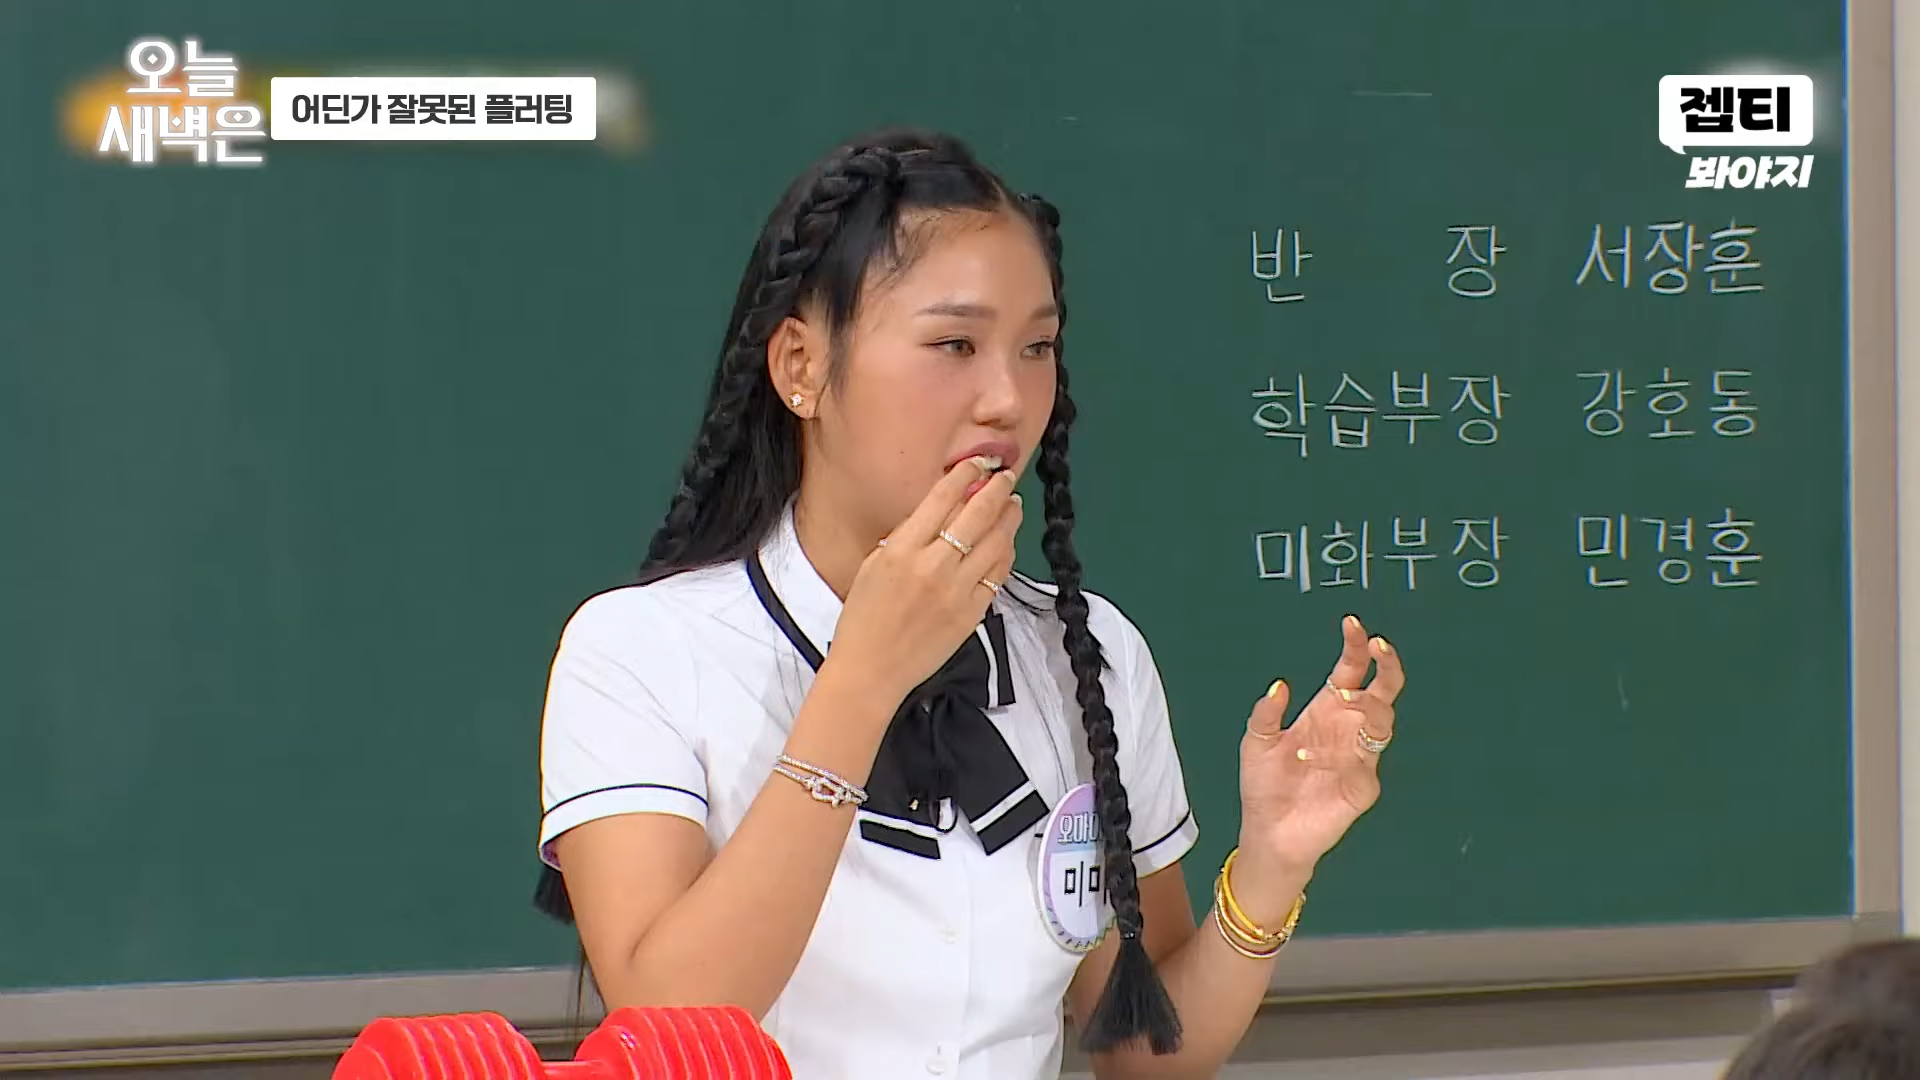 오늘
새벽은
어딘가 잘못된 플러팅
젭티
봐야지
반 장 서장훈
학습부장 강호동
미화부장 민경훈